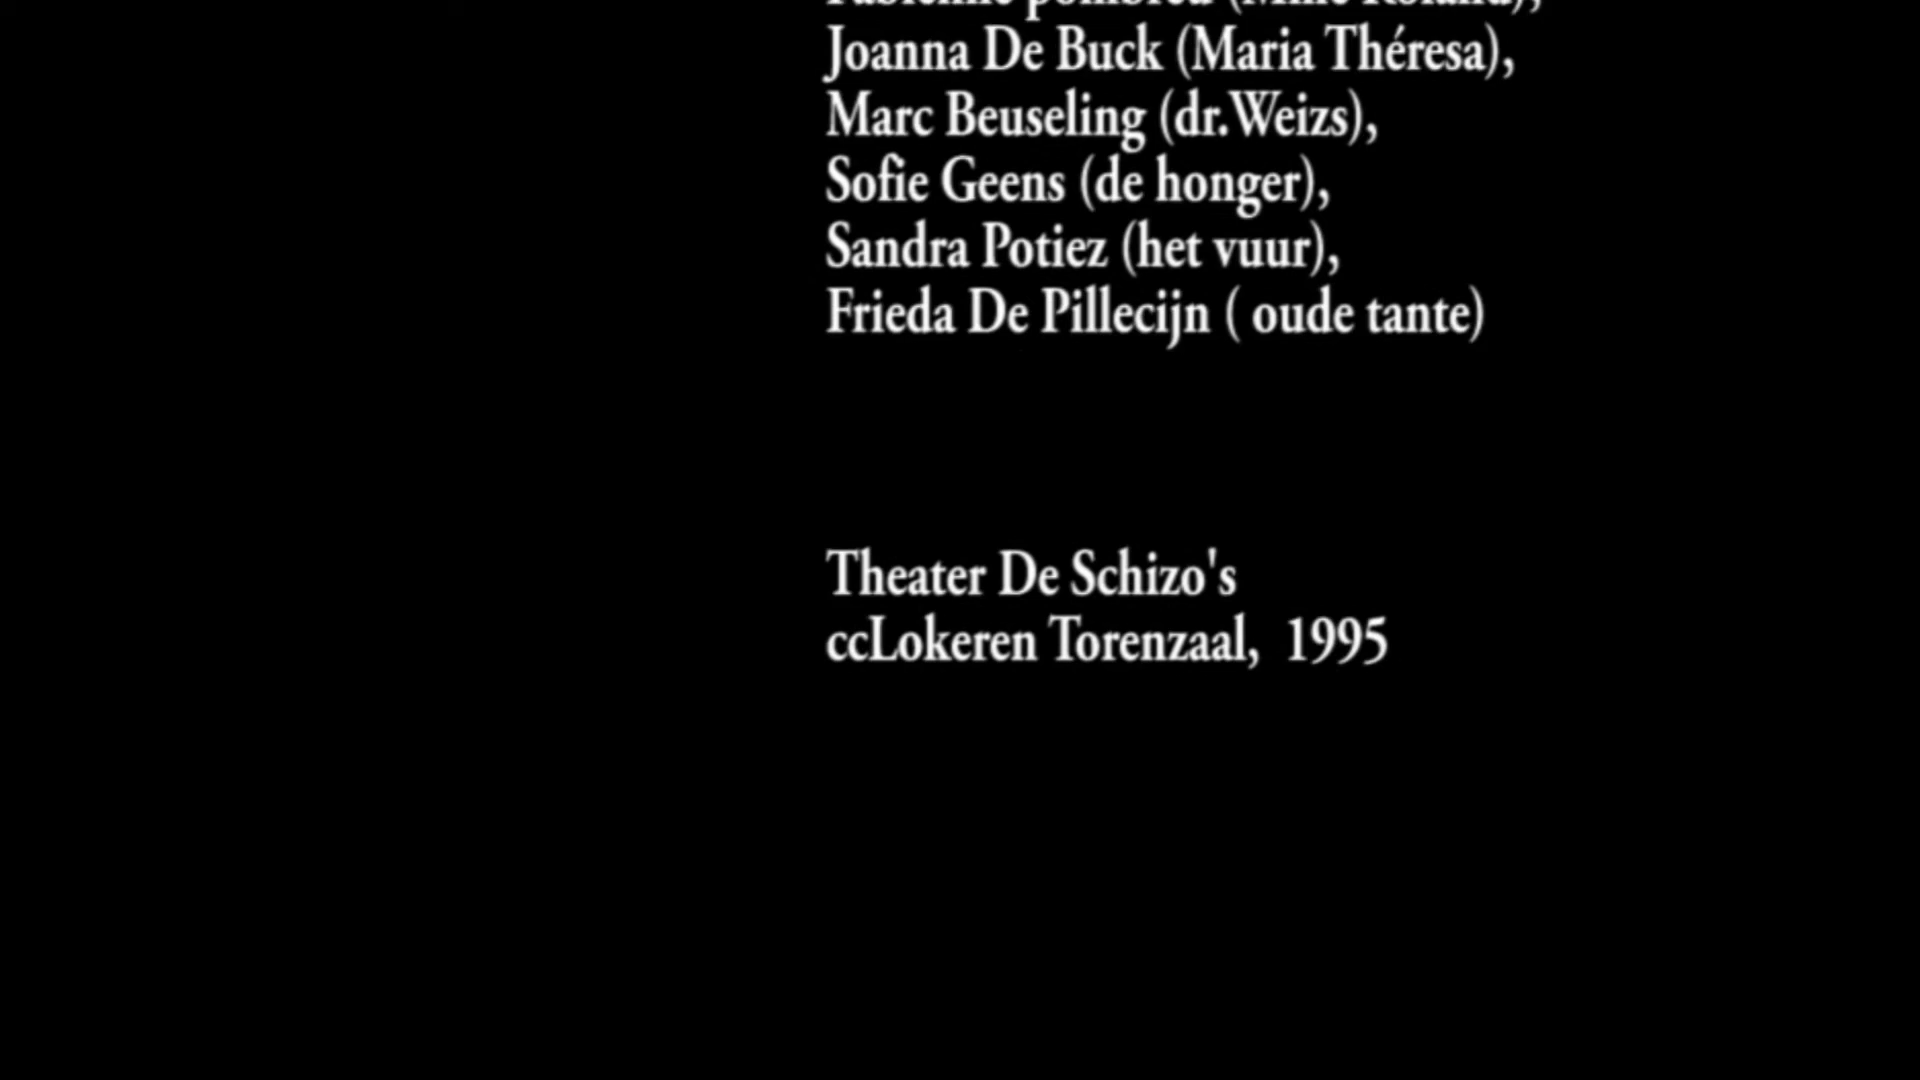 Joanna De Buck (Maria Théresa),
Marc Beuseling (dr.Weizs),
Sofie Geens (de honger),
Sandra Potiez (het vuur),
Frieda De Pillecijn ( oude tante)
Theater De Schizo's
ccLokeren Torenzaal,  1995